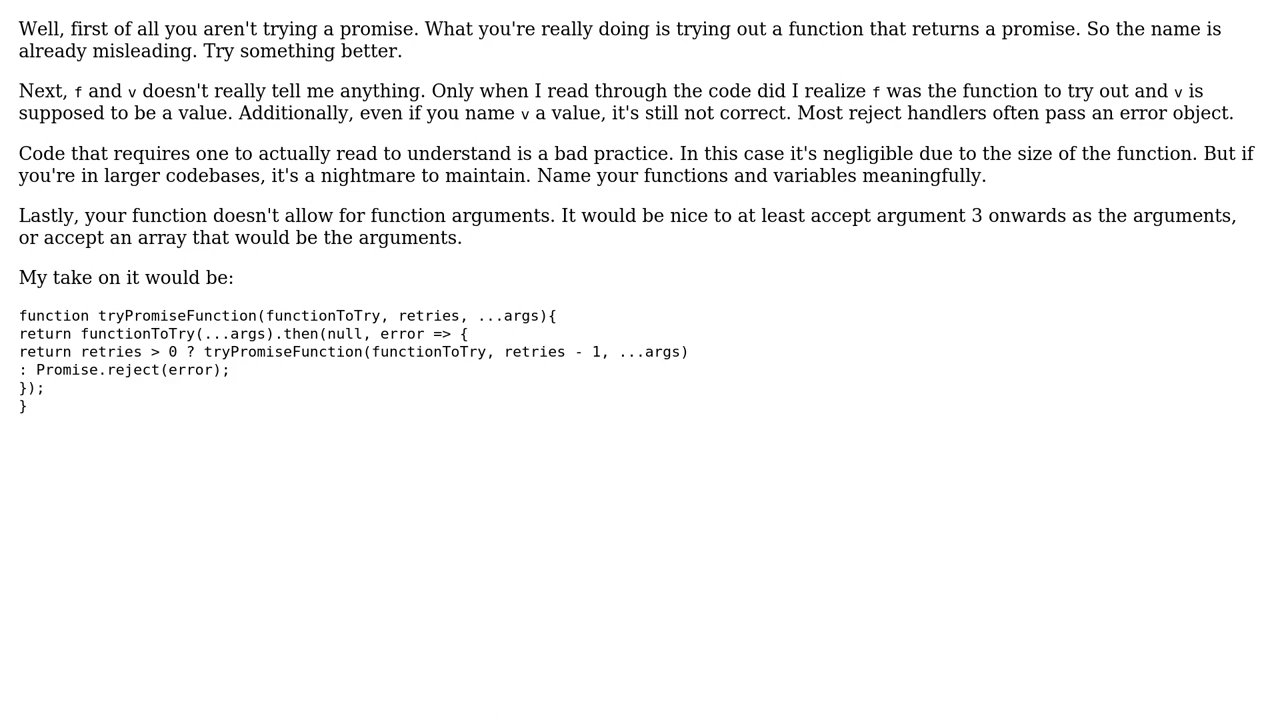 Well, first of all you aren't trying a promise. What you're really doing is trying out a function that returns a promise. So the name is
already misleading. Try something better.
Next, f and v doesn't really tell me anything. Only when I read through the code did I realize f was the function to try out and v is
supposed to be a value. Additionally, even if you name v a value, it's still not correct. Most reject handlers often pass an error object.
Code that requires one to actually read to understand is a bad practice. In this case it's negligible due to the size of the function. But if
you're in larger codebases, it's a nightmare to maintain. Name your functions and variables meaningfully.
Lastly, your function doesn't allow for function arguments. It would be nice to at least accept argument 3 onwards as the arguments,
or accept an array that would be the arguments.
My take on it would be:
function tryPromiseFunction(functionToTry, retries, ...args){
return functionToTry(...args).then(null, error => {
return retries > 0 ? tryPromiseFunction(functionToTry, retries - 1, ...args)
: Promise.reject(error);
});
}